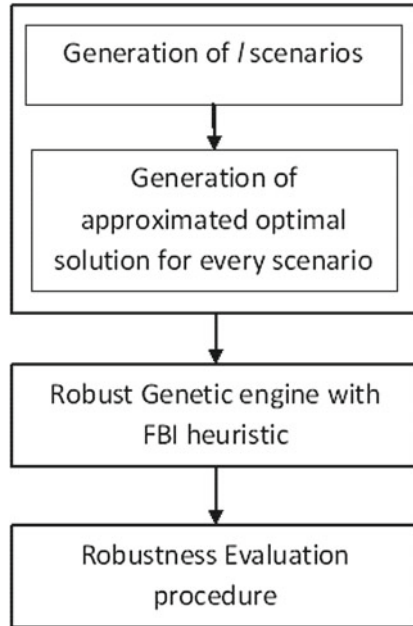 Generation of l scenarios
Generation of
approximated optimal
solution for every scenario
Robust Genetic engine with
FBI heuristic
Robustness Evaluation
procedure